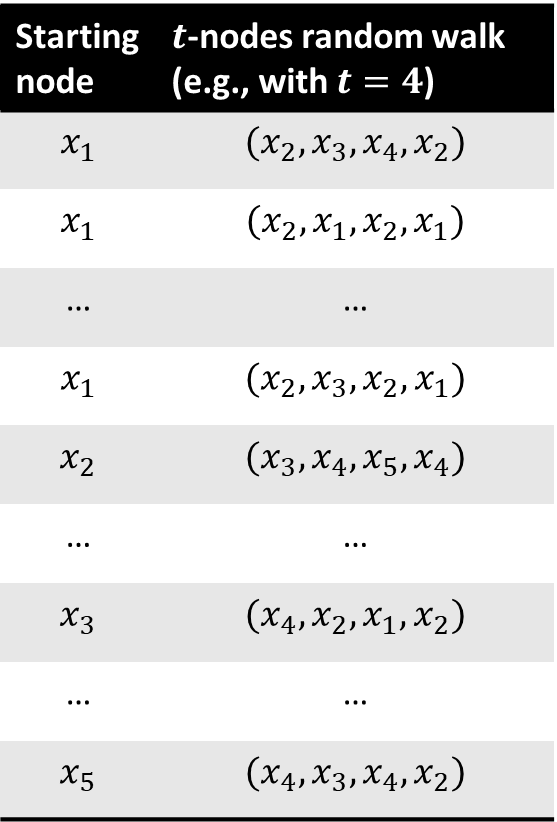 Starting node t-nodes random walk (e.g., with t = 4)
x₁ (x₂, x₃, x₄, x₂)
x₁ (x₂, x₁, x₂, x₁)
... ...
x₁ (x₂, x₃, x₂, x₁)
x₂ (x₃, x₄, x₅, x₄)
... ...
x₃ (x₄, x₂, x₁, x₂)
... ...
x₅ (x₄, x₃, x₄, x₂)